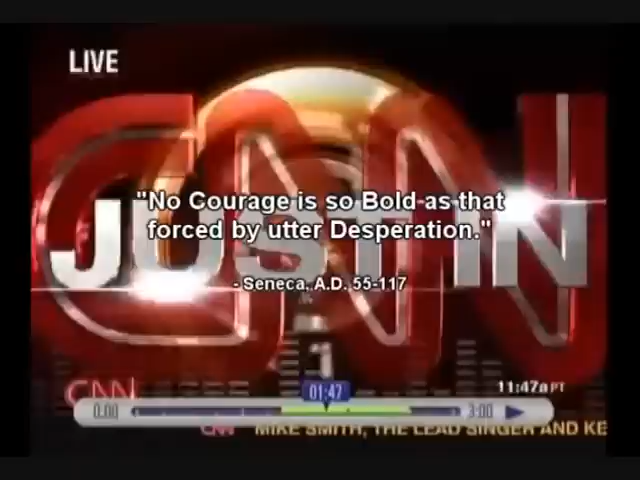 LIVE
CNN
"No Courage is so Bold as that
forced by utter Desperation."
JUST IN
- Seneca, A.D. 55-117
01:47
CNN
11:47a PT
0:00
3:00
CNN MIKE SMITH, THE LEAD SINGER AND KE